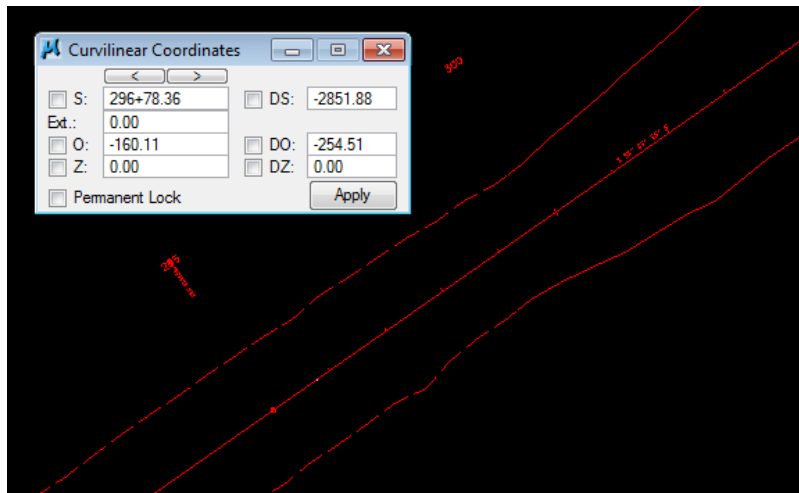 Curvilinear Coordinates
< >
S: 296+78.36 DS: -2851.88
Ext.: 0.00
O: -160.11 DO: -254.51
Z: 0.00 DZ: 0.00
Permanent Lock Apply
300
295